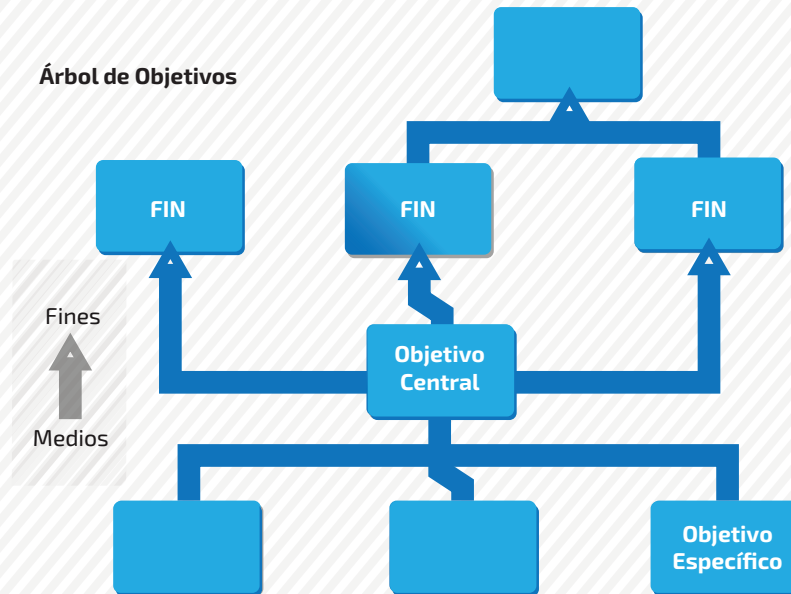 Árbol de Objetivos
FIN
FIN
FIN
Fines
Medios
Objetivo
Central
Objetivo
Específico